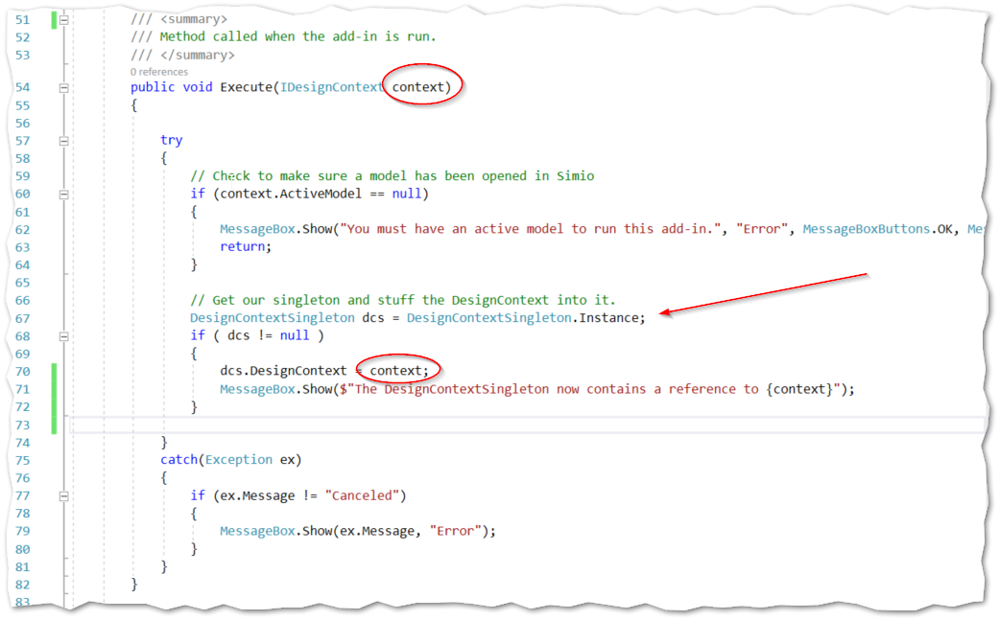 51 /// <summary>
52 /// Method called when the add-in is run.
53 /// </summary>
0 references
54 public void Execute(IDesignContext context)
55 {
56
57 try
58 {
59 // Check to make sure a model has been opened in Simio
60 if (context.ActiveModel == null)
61 {
62 MessageBox.Show("You must have an active model to run this add-in.", "Error", MessageBoxButtons.OK,
63 return;
64 }
65
66 // Get our singleton and stuff the DesignContext into it.
67 DesignContextSingleton dcs = DesignContextSingleton.Instance;
68 if ( dcs != null )
69 {
70 dcs.DesignContext = context;
71 MessageBox.Show($"The DesignContextSingleton now contains a reference to {context}");
72 }
73
74 }
75 catch(Exception ex)
76 {
77 if (ex.Message != "Canceled")
78 {
79 MessageBox.Show(ex.Message, "Error");
80 }
81 }
82 }
83